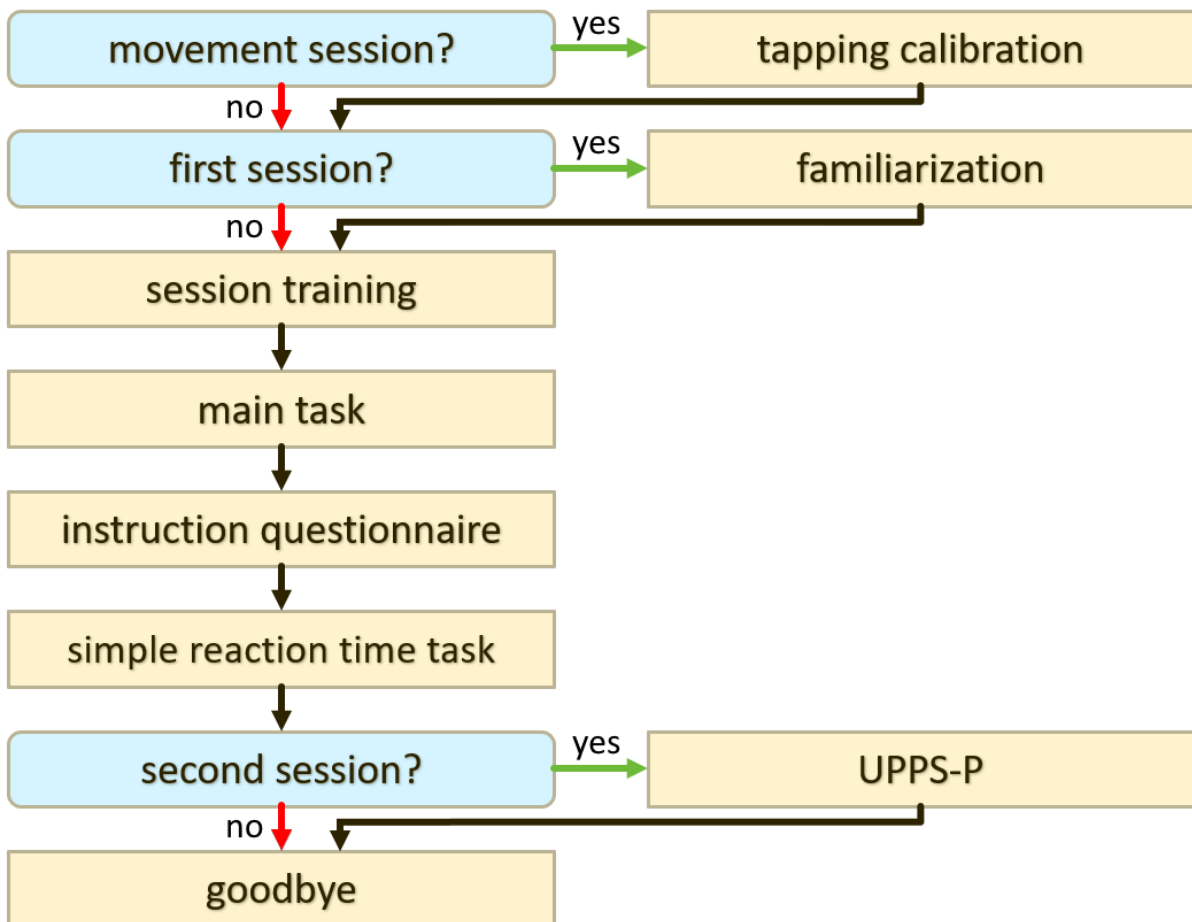 movement session?
yes
tapping calibration
no
first session?
yes
familiarization
no
session training
main task
instruction questionnaire
simple reaction time task
second session?
yes
UPPS-P
no
goodbye